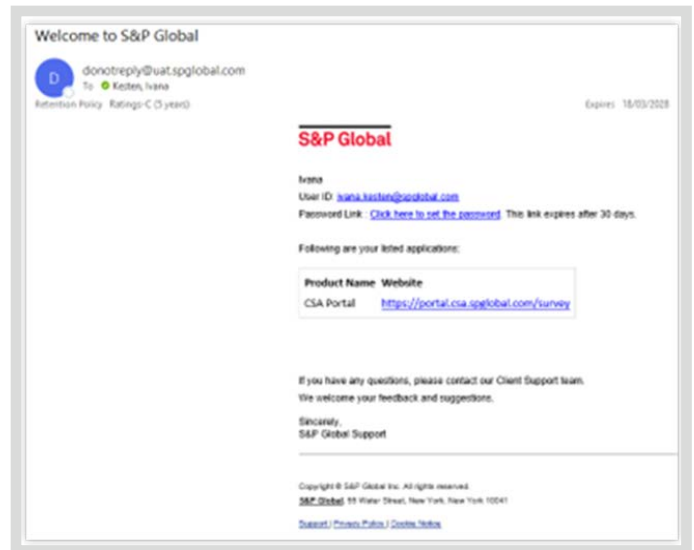 Welcome to S&P Global
D
donotreply@uat.spglobal.com
To Kesten, Ivana
Retention Policy Ratings-C (5 years)
Expires 18/03/2028
S&P Global
Ivana
User ID: ivana.kesten@spglobal.com
Password Link : Click here to set the password. This link expires after 30 days.
Following are your listed applications:
Product Name Website
CSA Portal https://portal.csa.spglobal.com/survey
If you have any questions, please contact our Client Support team.
We welcome your feedback and suggestions.
Sincerely,
S&P Global Support
Copyright © S&P Global Inc. All rights reserved.
S&P Global, 55 Water Street, New York, New York 10041
Support | Privacy Policy | Cookie Notice